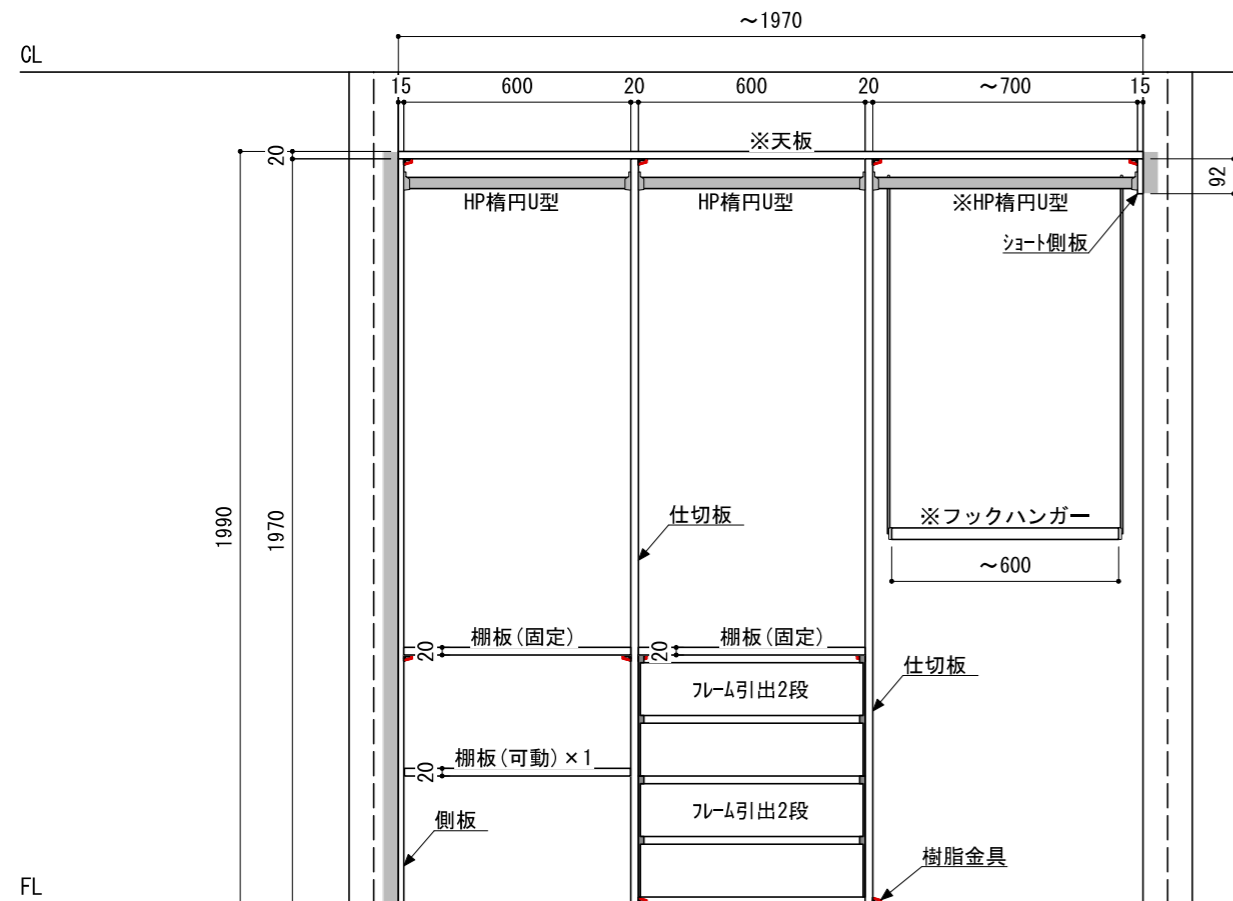 ～1970
CL
15
600
20
600
20
～700
15
※天板
20
92
HP楕円U型
HP楕円U型
※HP楕円U型
ｼｮｰﾄ側板
1990
1970
仕切板
※フックハンガー
～600
棚板(固定)
20
棚板(固定)
20
仕切板
ﾌﾚｰﾑ引出2段
棚板(可動)×1
20
ﾌﾚｰﾑ引出2段
側板
樹脂金具
FL